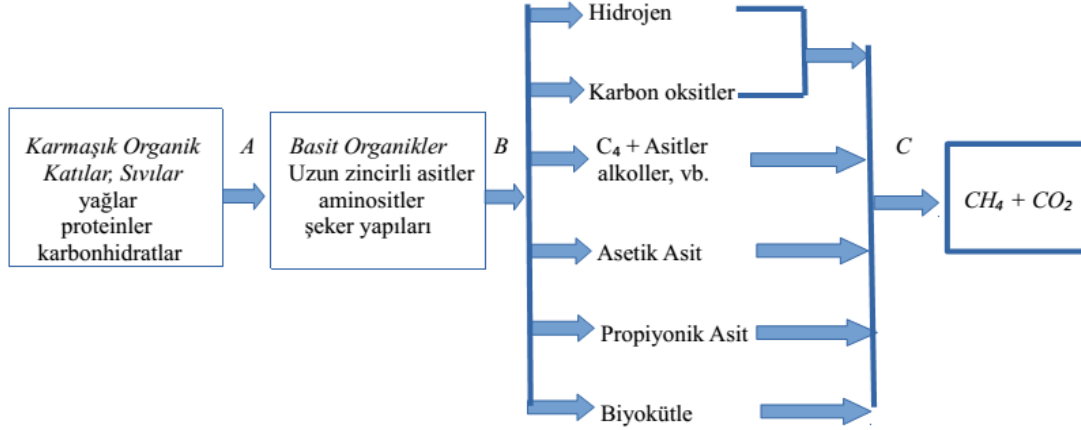 Karmaşık Organik
Katılar, Sıvılar
yağlar
proteinler
karbonhidratlar
A
Basit Organikler
Uzun zincirli asitler
aminositler
şeker yapıları
B
Hidrojen
Karbon oksitler
C₄ + Asitler
alkoller, vb.
Asetik Asit
Propiyonik Asit
Biyokütle
C
CH₄ + CO₂